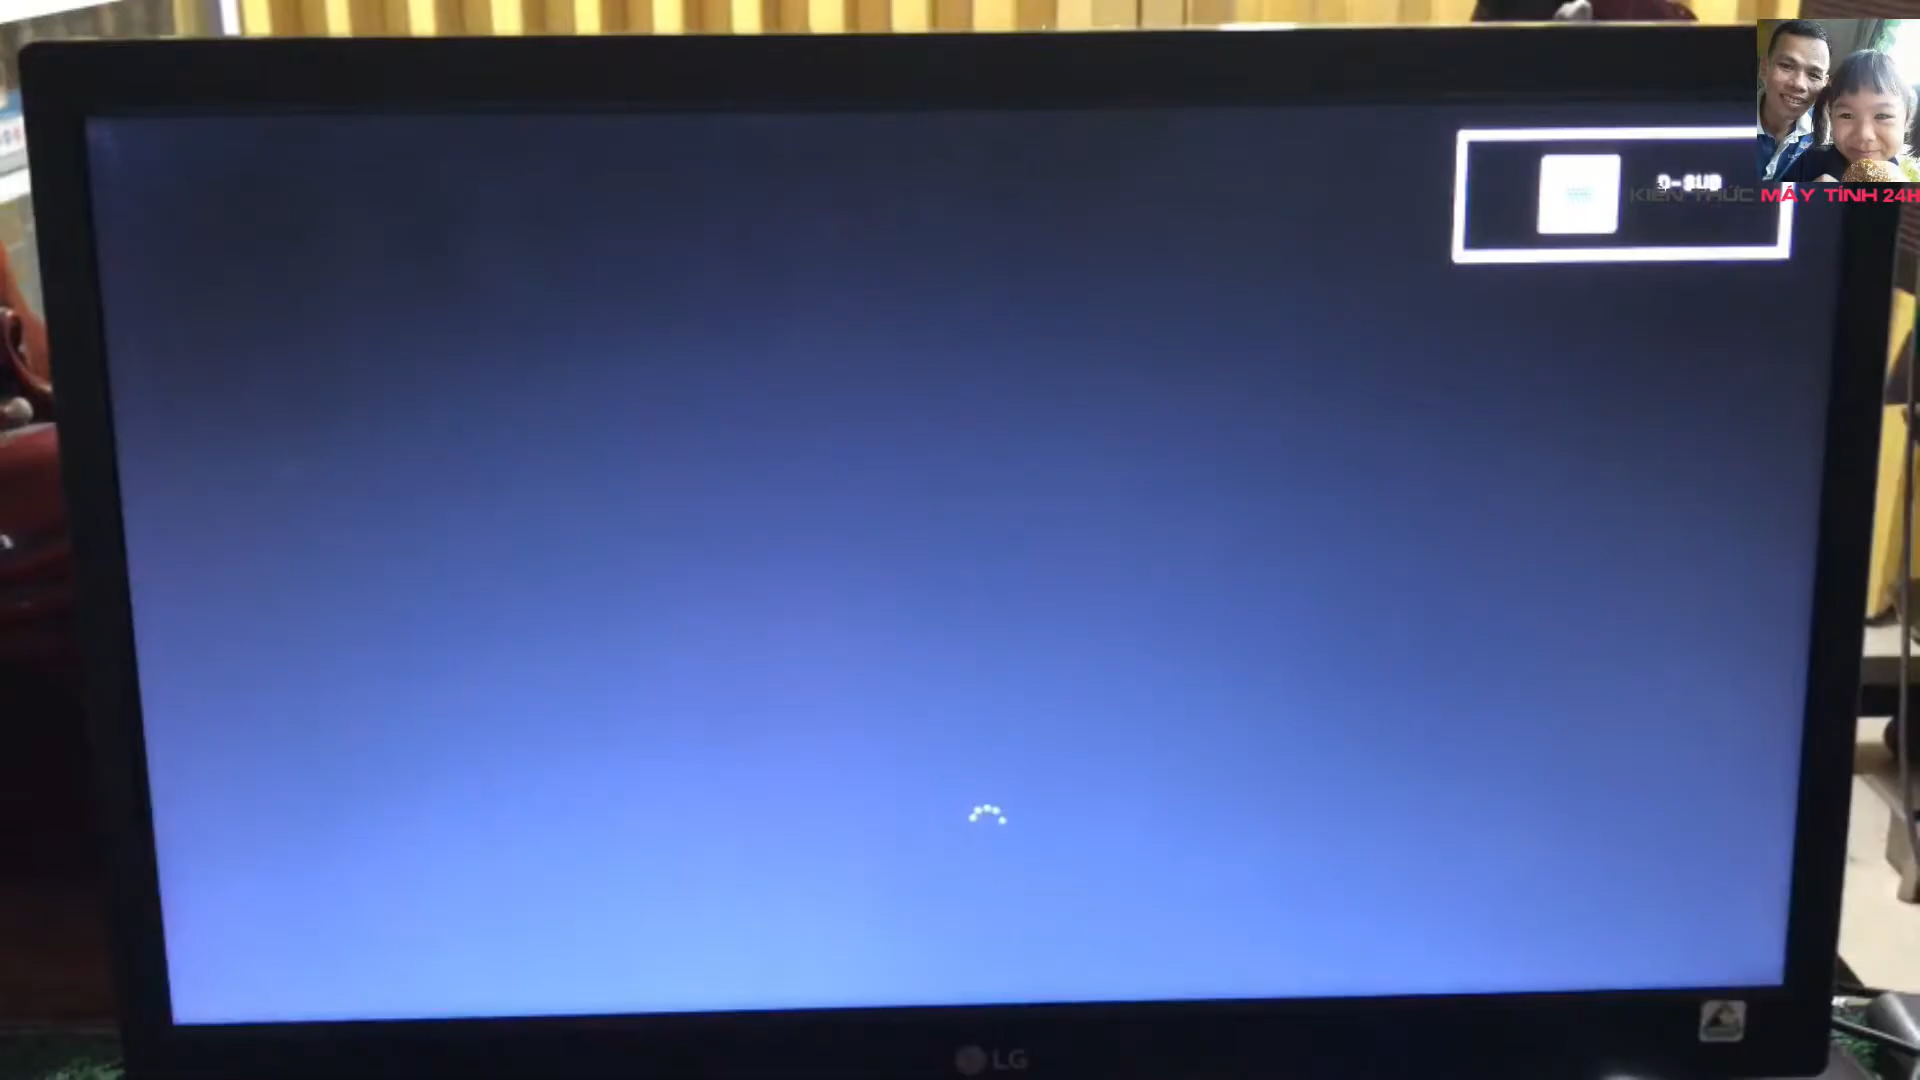 D-SUB
KIẾN THỨC MÁY TÍNH 24H
LG